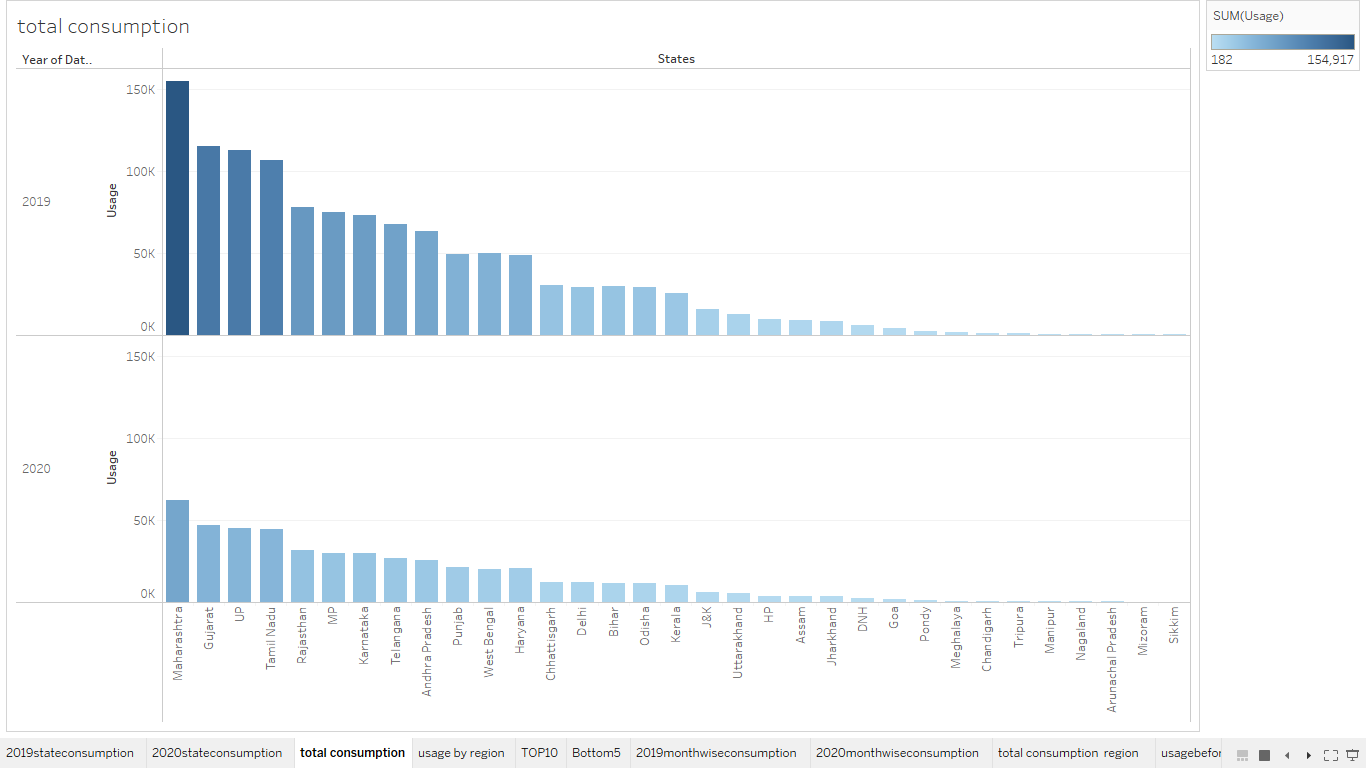 total consumption
SUM(Usage)
182 154,917
Year of Dat..
States
2019
Usage
150K
100K
50K
0K
2020
Usage
150K
100K
50K
0K
Maharashtra
Gujarat
UP
Tamil Nadu
Rajasthan
MP
Karnataka
Telangana
Andhra Pradesh
Punjab
West Bengal
Haryana
Chhattisgarh
Delhi
Bihar
Odisha
Kerala
J&K
Uttarakhand
HP
Assam
Jharkhand
DNH
Goa
Pondy
Meghalaya
Chandigarh
Tripura
Manipur
Nagaland
Arunachal Pradesh
Mizoram
Sikkim
2019stateconsumption 2020stateconsumption total consumption usage by region TOP10 Bottom5 2019monthwiseconsumption 2020monthwiseconsumption total consumption region usagebefor